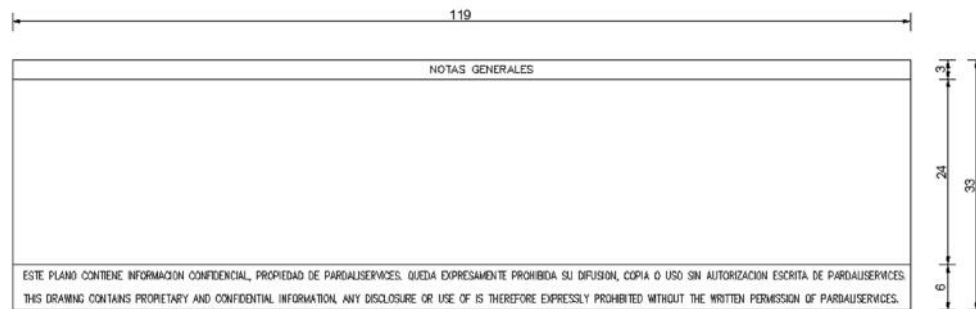 119
NOTAS GENERALES
3
24
33
ESTE PLANO CONTIENE INFORMACION CONFIDENCIAL, PROPIEDAD DE PARDALISERVICES. QUEDA EXPRESAMENTE PROHIBIDA SU DIFUSION, COPIA O USO SIN AUTORIZACION ESCRITA DE PARDALISERVICES.
THIS DRAWING CONTAINS PROPIETARY AND CONFIDENTIAL INFORMATION, ANY DISCLOSURE OR USE OF IS THEREFORE EXPRESSLY PROHIBITED WITHOUT THE WRITTEN PERMISSION OF PARDALISERVICES.
6